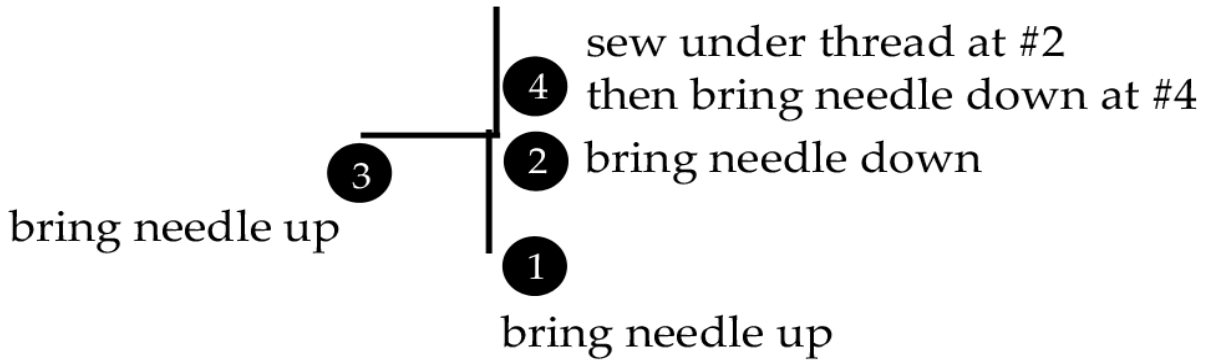 sew under thread at #2
4
then bring needle down at #4
2
bring needle down
3
bring needle up
1
bring needle up